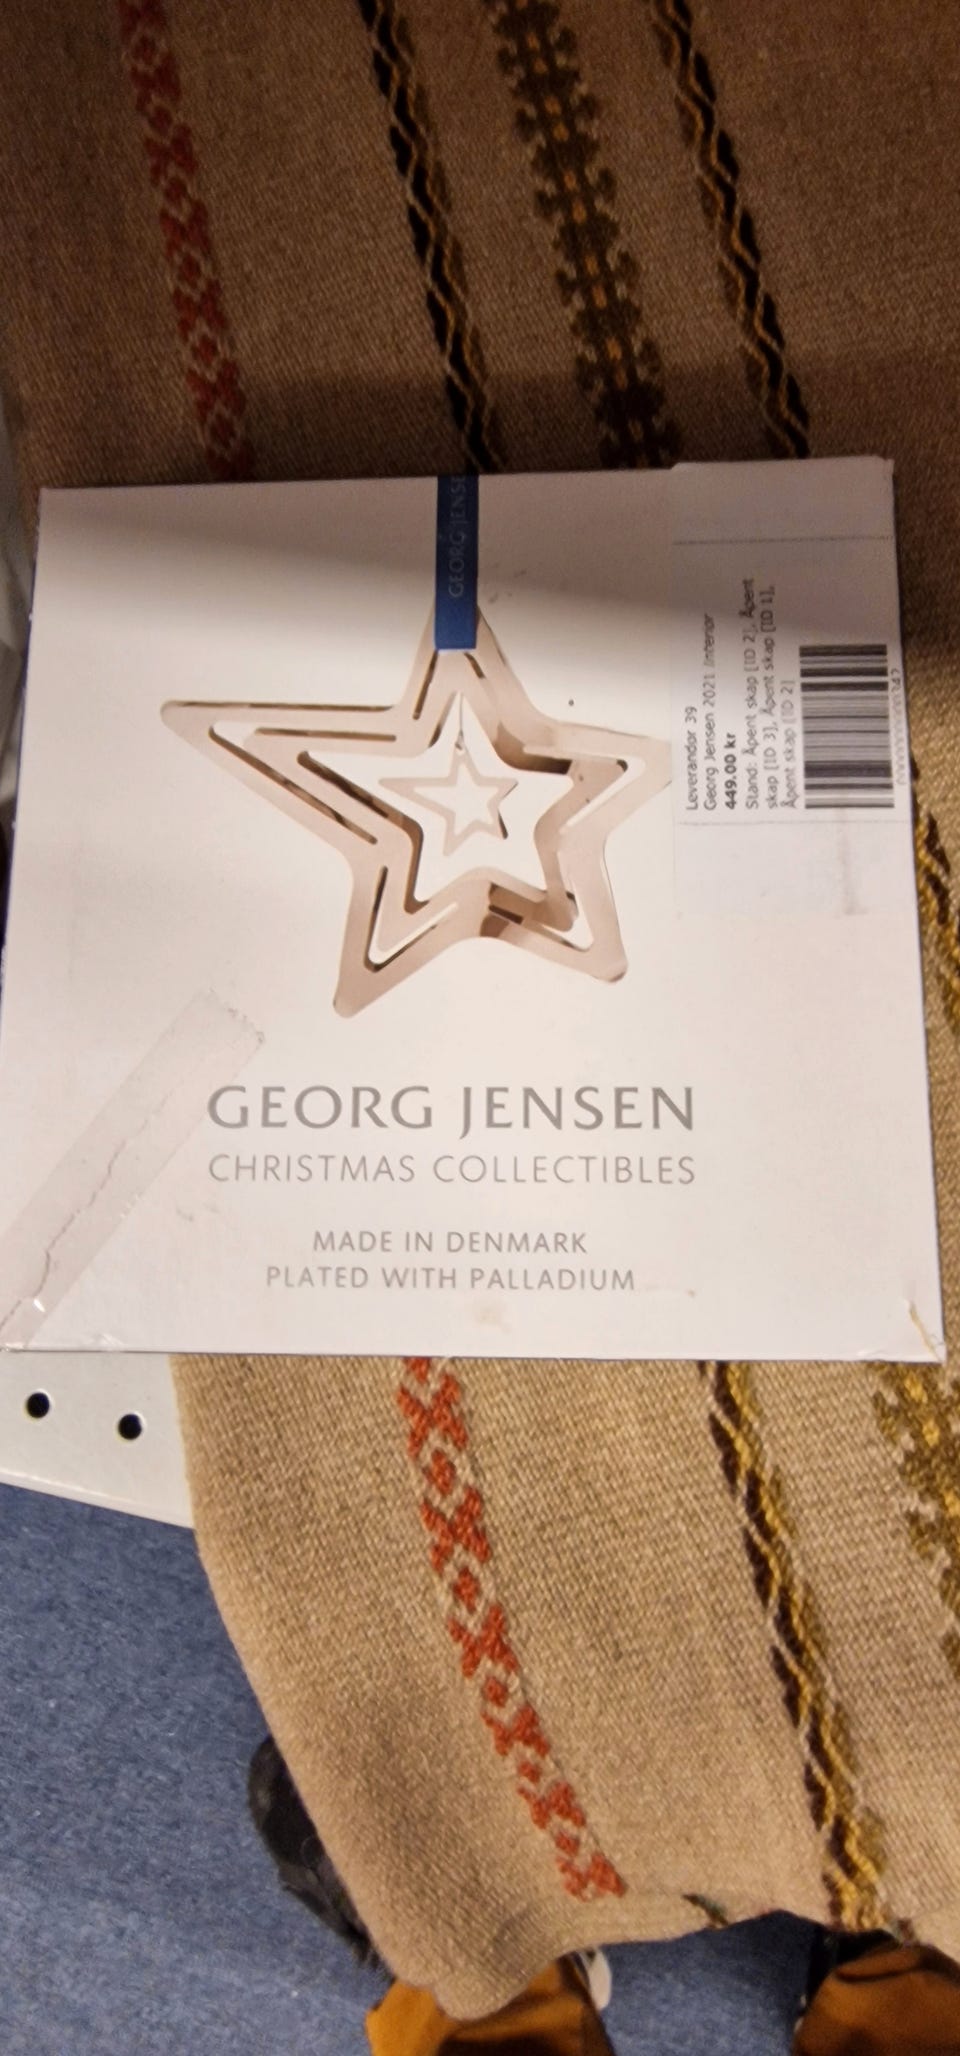 GEORG JENSE
Leverandør 39
Georg Jensen 2021 Interiør
449.00 kr
Stand: Åpent skap [ID 2], Åpent
skap [ID 3], Åpent skap [ID 1],
Åpent skap [ID 2]
GEORG JENSEN
CHRISTMAS COLLECTIBLES
MADE IN DENMARK
PLATED WITH PALLADIUM